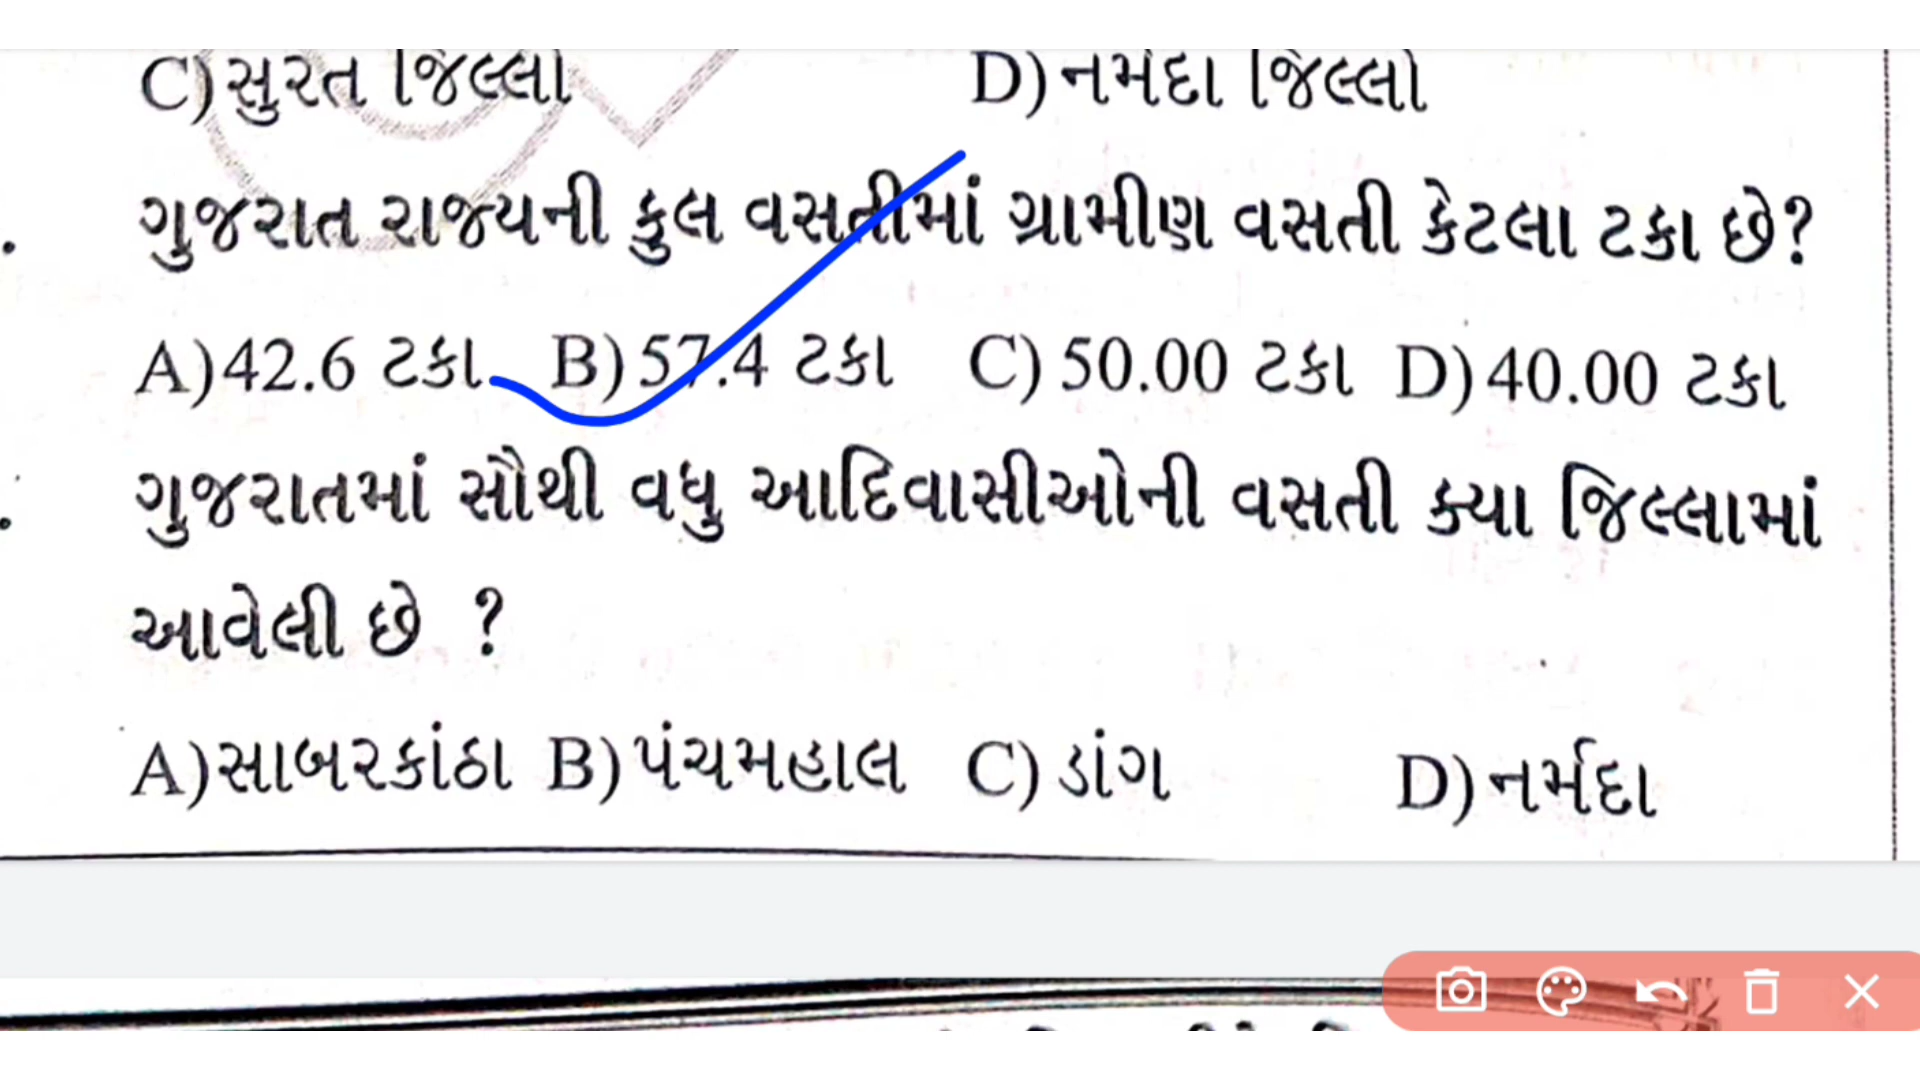 C) સુરત જિલ્લો D) નર્મદા જિલ્લો
ગુજરાત રાજ્યની કુલ વસતીમાં ગ્રામીણ વસતી કેટલા ટકા છે?
A) 42.6 ટકા B) 57.4 ટકા C) 50.00 ટકા D) 40.00 ટકા
ગુજરાતમાં સૌથી વધુ આદિવાસીઓની વસતી ક્યા જિલ્લામાં
આવેલી છે ?
A) સાબરકાંઠા B) પંચમહાલ C) ડાંગ D) નર્મદા